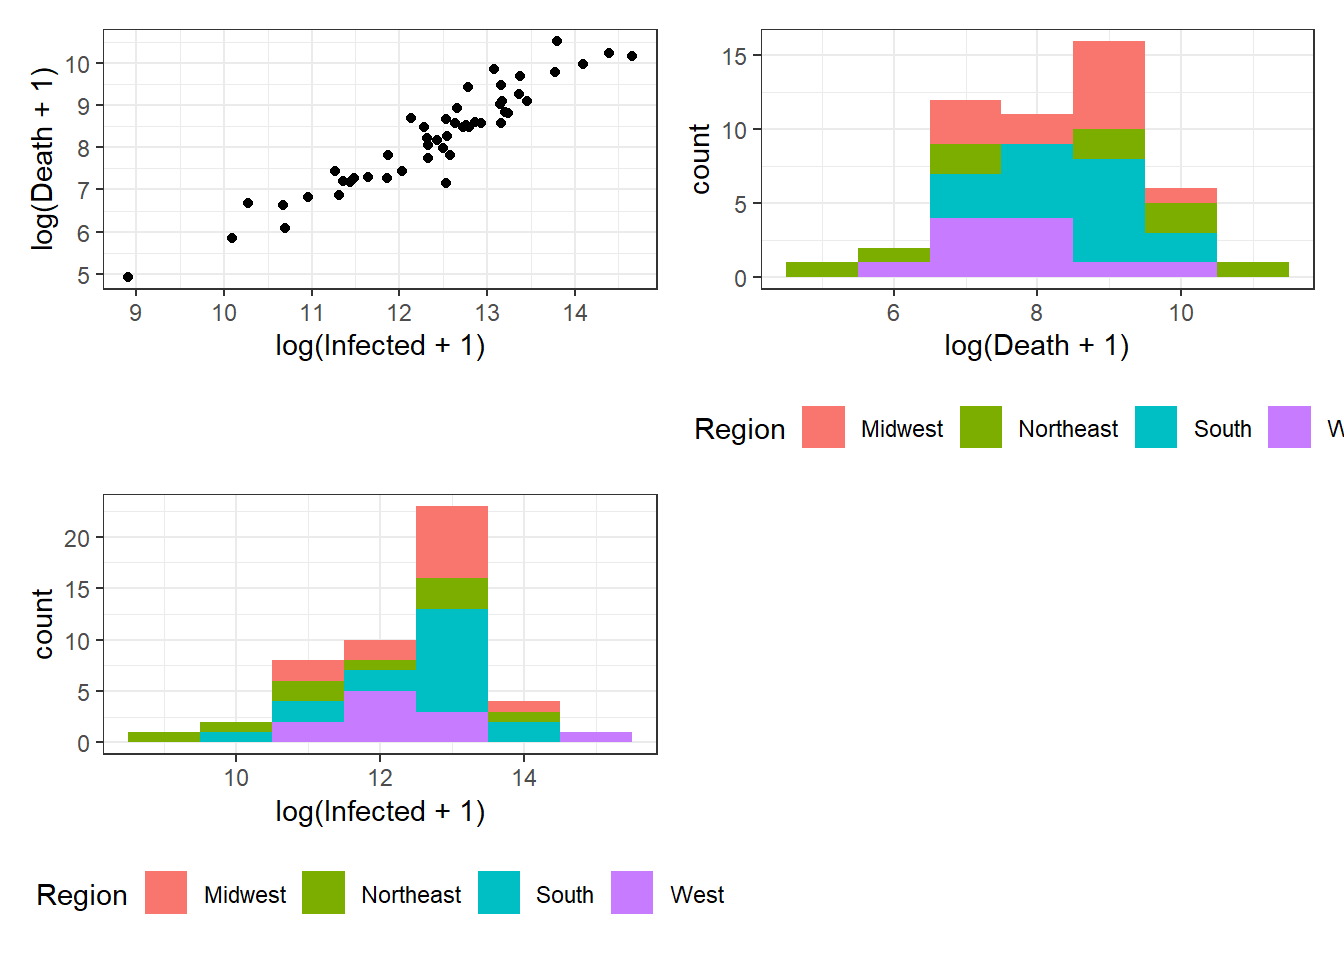 log(Death + 1)
10
9
8
7
6
5
9 10 11 12 13 14
log(Infected + 1)
count
15
10
5
0
6 8 10
log(Death + 1)
Region Midwest Northeast South W
count
20
15
10
5
0
10 12 14
log(Infected + 1)
Region Midwest Northeast South West